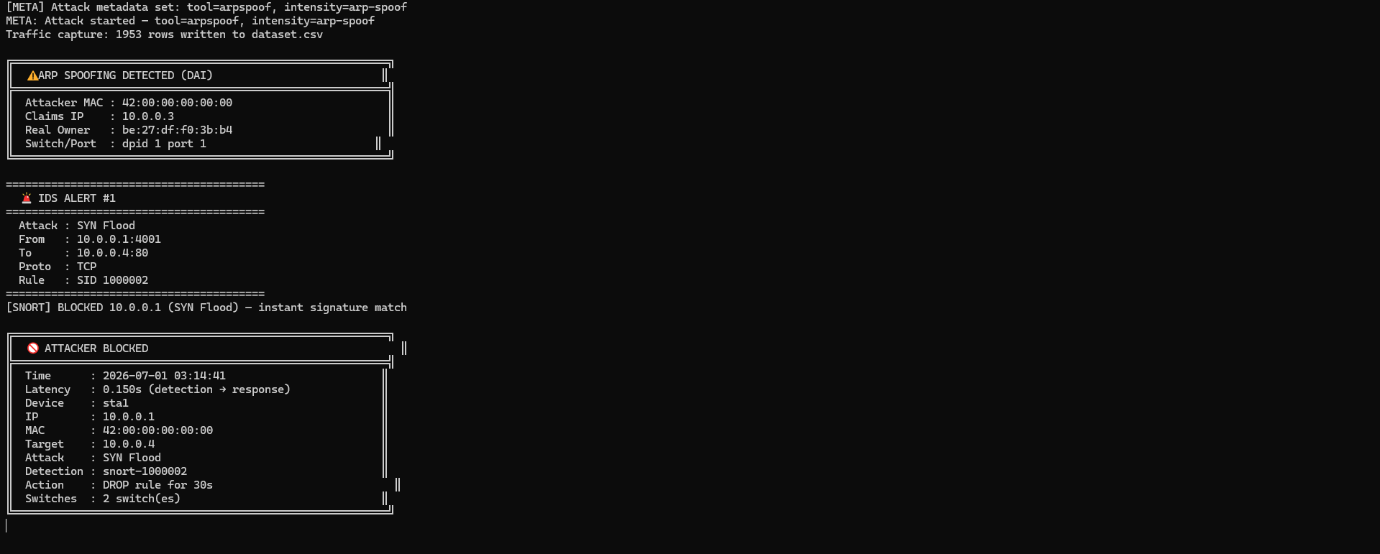 [META] Attack metadata set: tool=arpspoof, intensity=arp-spoof
META: Attack started — tool=arpspoof, intensity=arp-spoof
Traffic capture: 1953 rows written to dataset.csv
⚠️ARP SPOOFING DETECTED (DAI)
Attacker MAC : 42:00:00:00:00:00
Claims IP    : 10.0.0.3
Real Owner   : be:27:df:f0:3b:b4
Switch/Port  : dpid 1 port 1
========================================
🚨 IDS ALERT #1
========================================
Attack : SYN Flood
From   : 10.0.0.1:4001
To     : 10.0.0.4:80
Proto  : TCP
Rule   : SID 1000002
========================================
[SNORT] BLOCKED 10.0.0.1 (SYN Flood) — instant signature match
🚫 ATTACKER BLOCKED
Time      : 2026-07-01 03:14:41
Latency   : 0.150s (detection → response)
Device    : sta1
IP        : 10.0.0.1
MAC       : 42:00:00:00:00:00
Target    : 10.0.0.4
Attack    : SYN Flood
Detection : snort-1000002
Action    : DROP rule for 30s
Switches  : 2 switch(es)